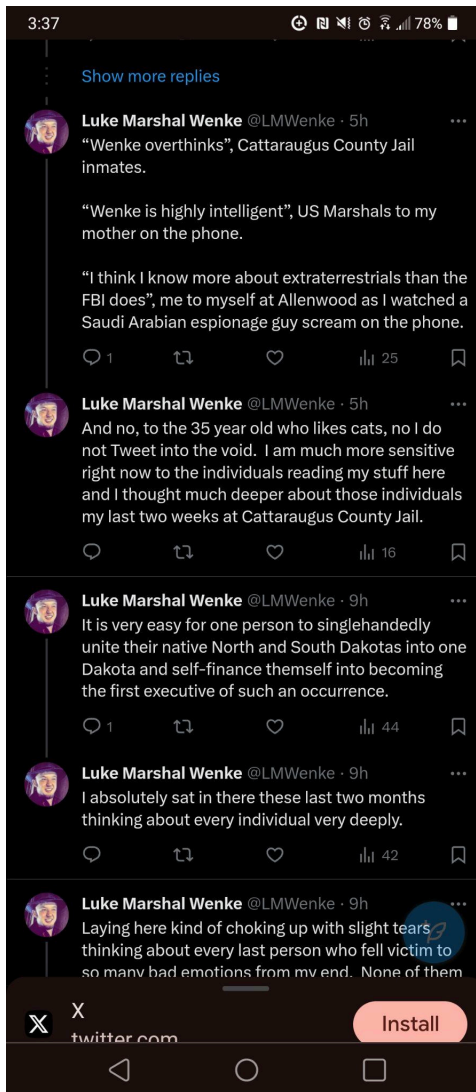 3:37
78%
Show more replies
Luke Marshal Wenke @LMWenke · 5h
“Wenke overthinks”, Cattaraugus County Jail
inmates.
“Wenke is highly intelligent”, US Marshals to my
mother on the phone.
“I think I know more about extraterrestrials than the
FBI does”, me to myself at Allenwood as I watched a
Saudi Arabian espionage guy scream on the phone.
1 25
Luke Marshal Wenke @LMWenke · 5h
And no, to the 35 year old who likes cats, no I do
not Tweet into the void. I am much more sensitive
right now to the individuals reading my stuff here
and I thought much deeper about those individuals
my last two weeks at Cattaraugus County Jail.
16
Luke Marshal Wenke @LMWenke · 9h
It is very easy for one person to singlehandedly
unite their native North and South Dakotas into one
Dakota and self-finance themself into becoming
the first executive of such an occurrence.
1 44
Luke Marshal Wenke @LMWenke · 9h
I absolutely sat in there these last two months
thinking about every individual very deeply.
42
Luke Marshal Wenke @LMWenke · 9h
Laying here kind of choking up with slight tears
thinking about every last person who fell victim to
so many bad emotions from my end. None of them
X
twitter.com
Install